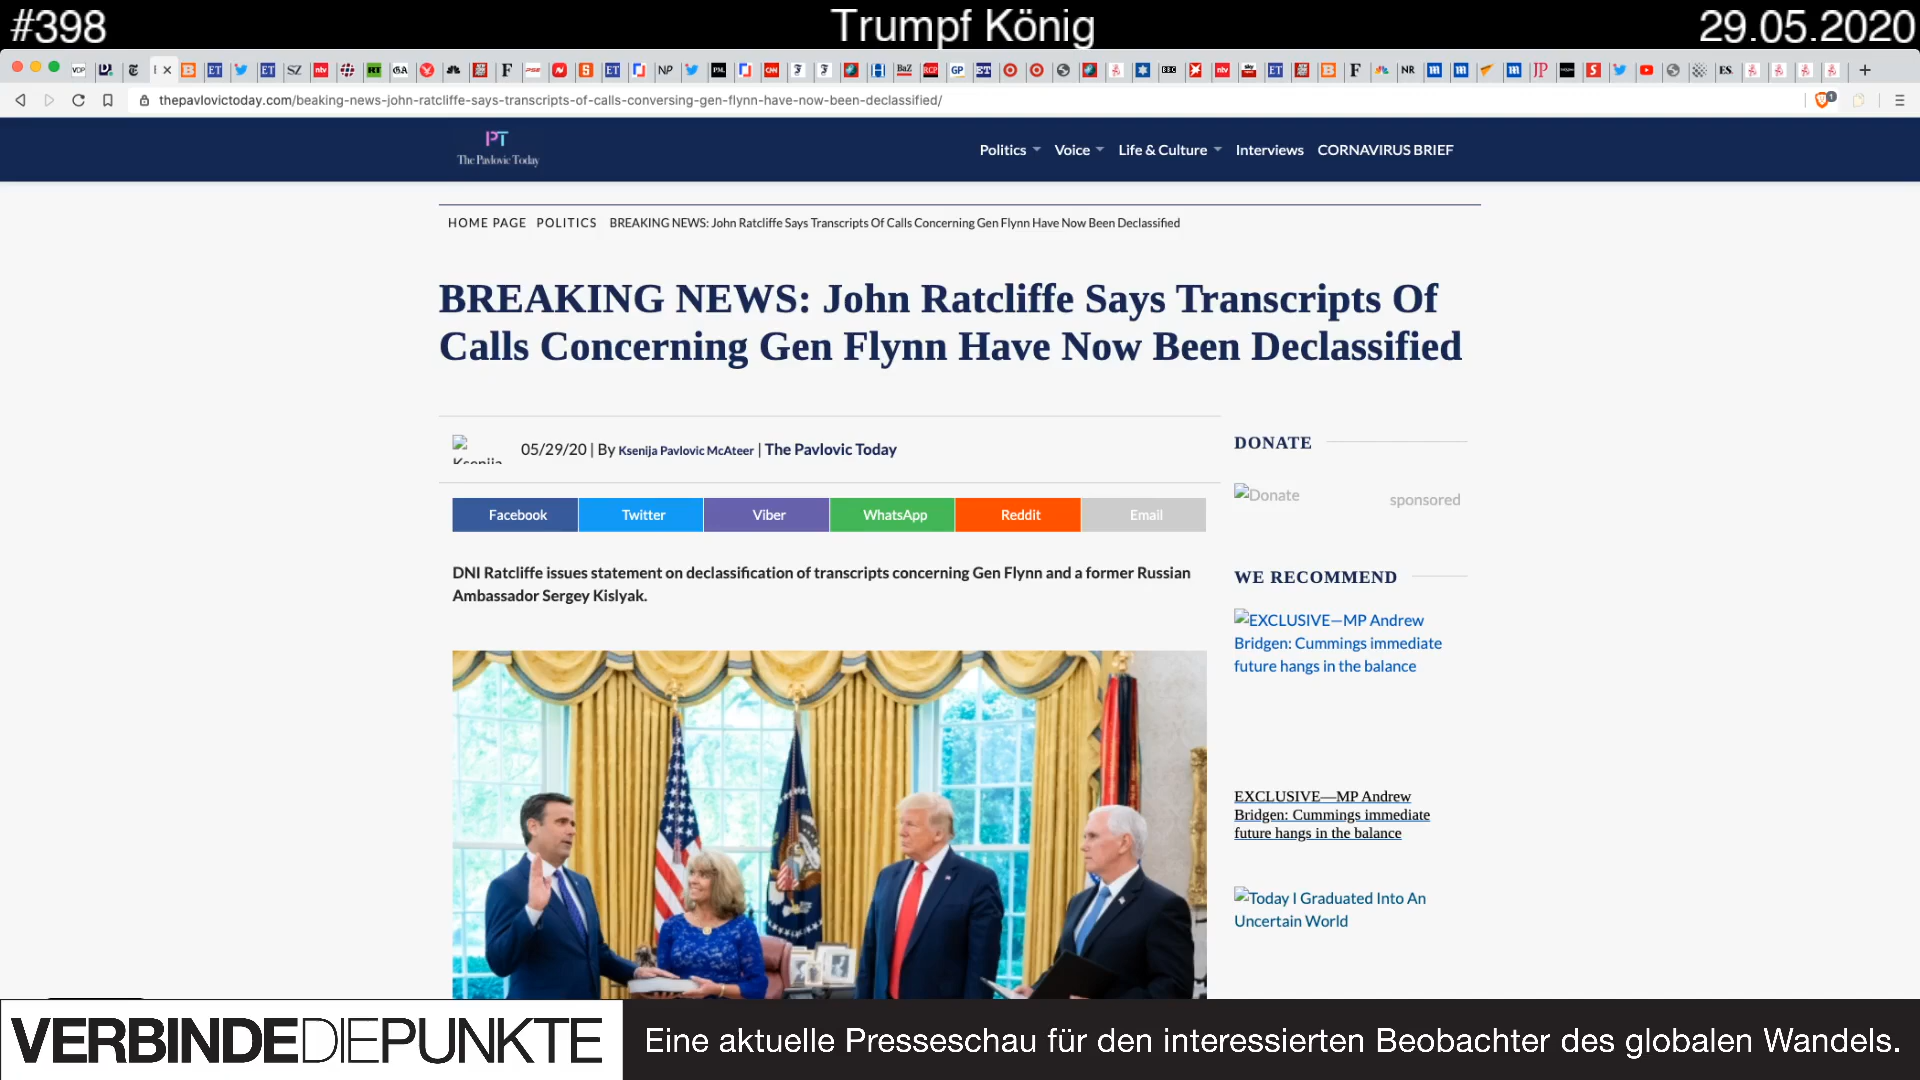 #398
Trumpf König
29.05.2020
thepavlovictoday.com/beaking-news-john-ratcliffe-says-transcripts-of-calls-conversing-gen-flynn-have-now-been-declassified/
PT
The Pavlovic Today
Politics
Voice
Life & Culture
Interviews
CORNAVIRUS BRIEF
HOME PAGE POLITICS BREAKING NEWS: John Ratcliffe Says Transcripts Of Calls Concerning Gen Flynn Have Now Been Declassified
BREAKING NEWS: John Ratcliffe Says Transcripts Of
Calls Concerning Gen Flynn Have Now Been Declassified
05/29/20 | By Ksenija Pavlovic McAteer | The Pavlovic Today
Facebook
Twitter
Viber
WhatsApp
Reddit
Email
DNI Ratcliffe issues statement on declassification of transcripts concerning Gen Flynn and a former Russian
Ambassador Sergey Kislyak.
DONATE
Donate
sponsored
WE RECOMMEND
EXCLUSIVE—MP Andrew
Bridgen: Cummings immediate
future hangs in the balance
EXCLUSIVE—MP Andrew
Bridgen: Cummings immediate
future hangs in the balance
Today I Graduated Into An
Uncertain World
VERBINDEDIEPUNKTE
Eine aktuelle Presseschau für den interessierten Beobachter des globalen Wandels.